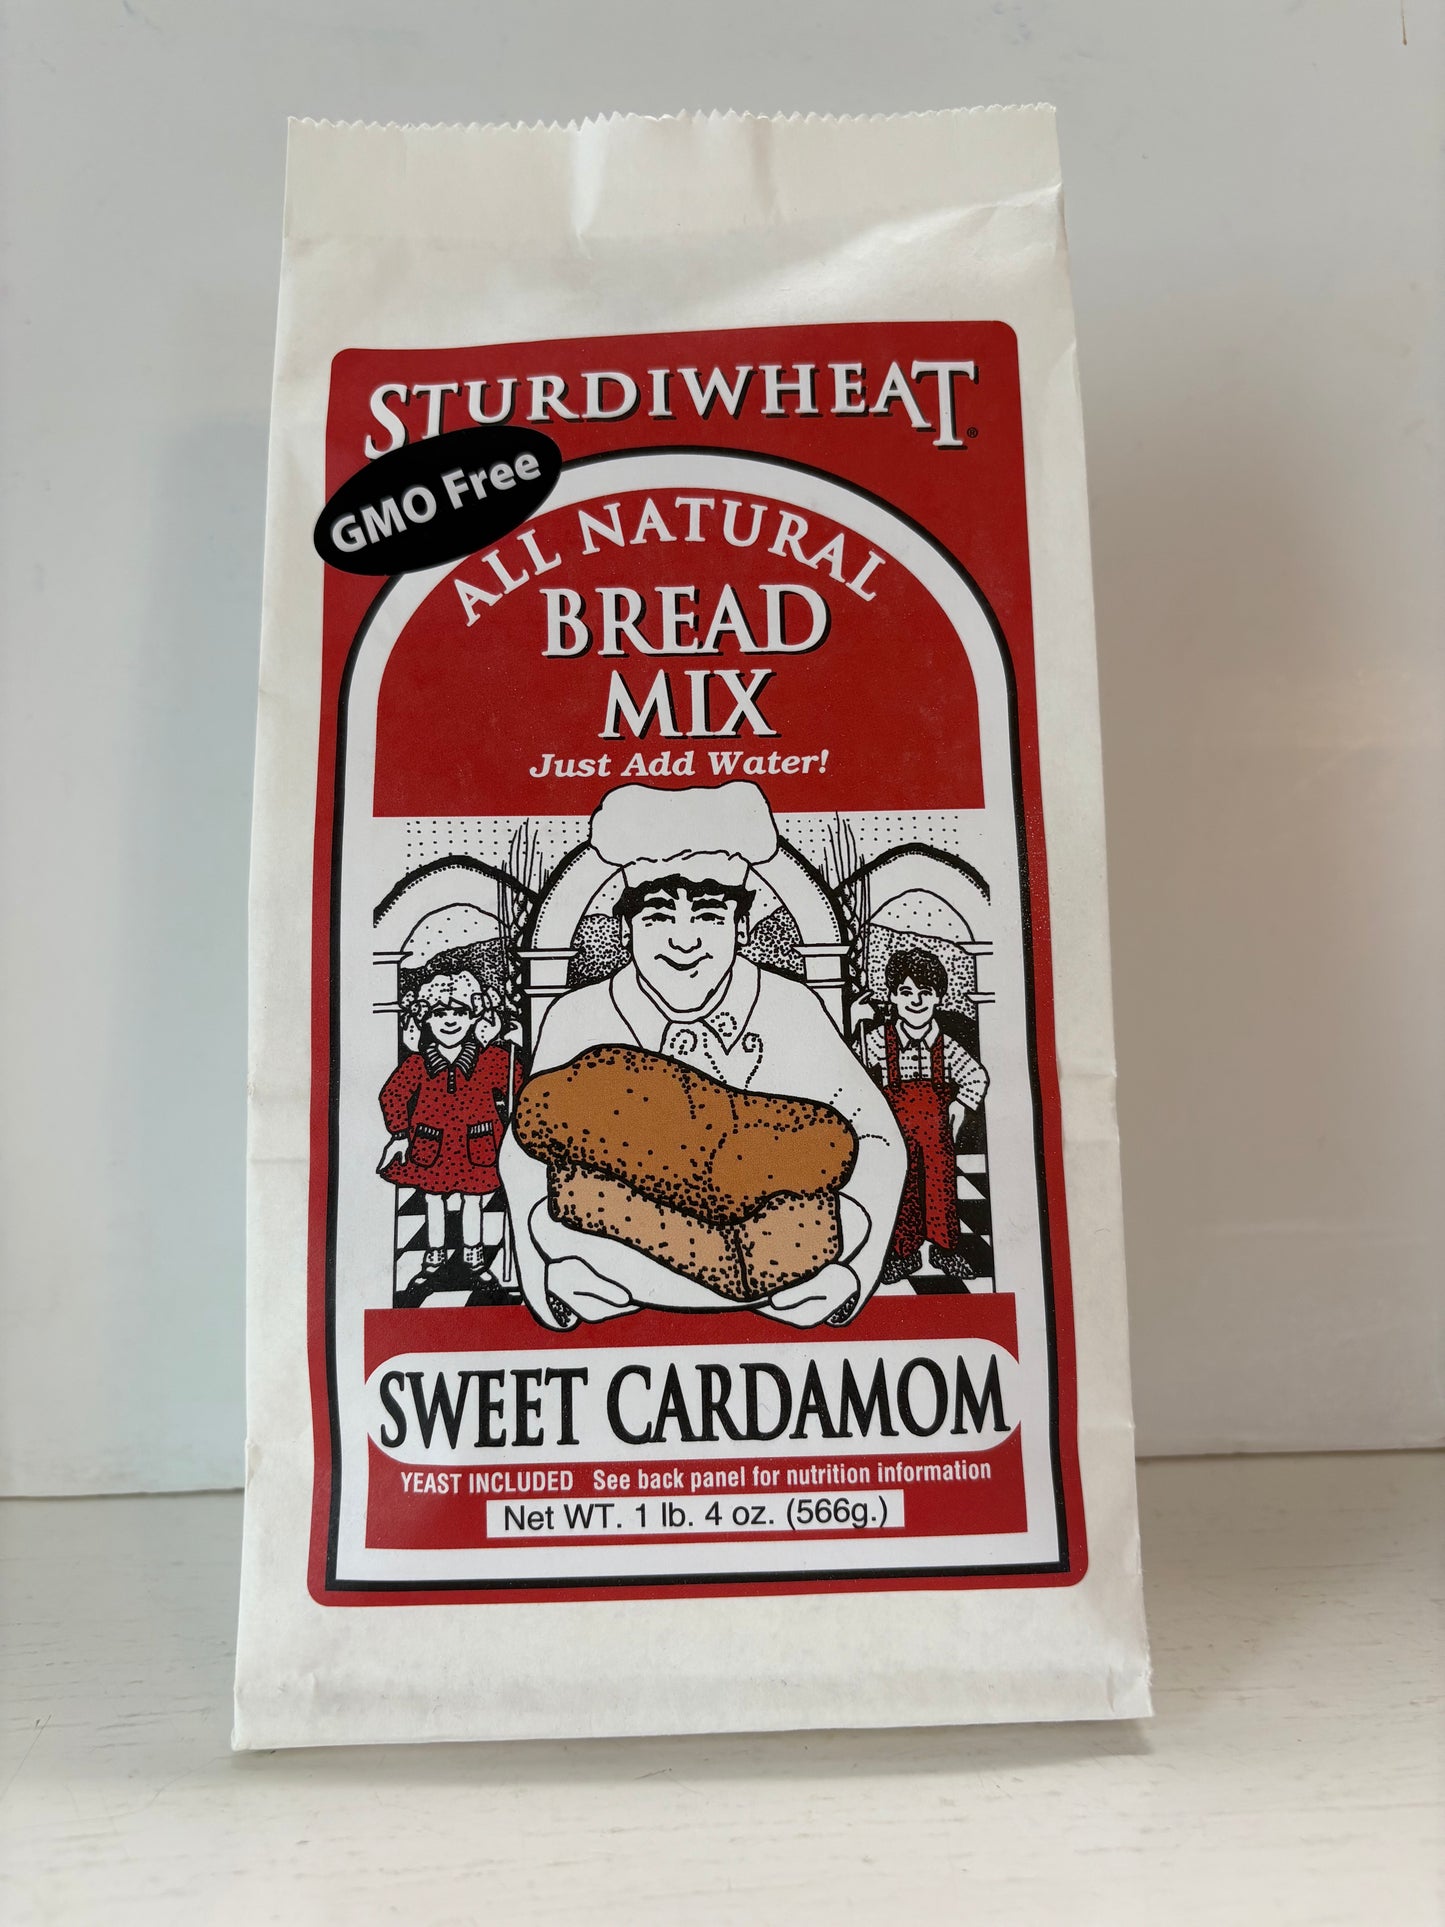 STURDIWHEAT®
GMO Free
ALL NATURAL
BREAD
MIX
Just Add Water!
SWEET CARDAMOM
YEAST INCLUDED See back panel for nutrition information
Net WT. 1 lb. 4 oz. (566g.)